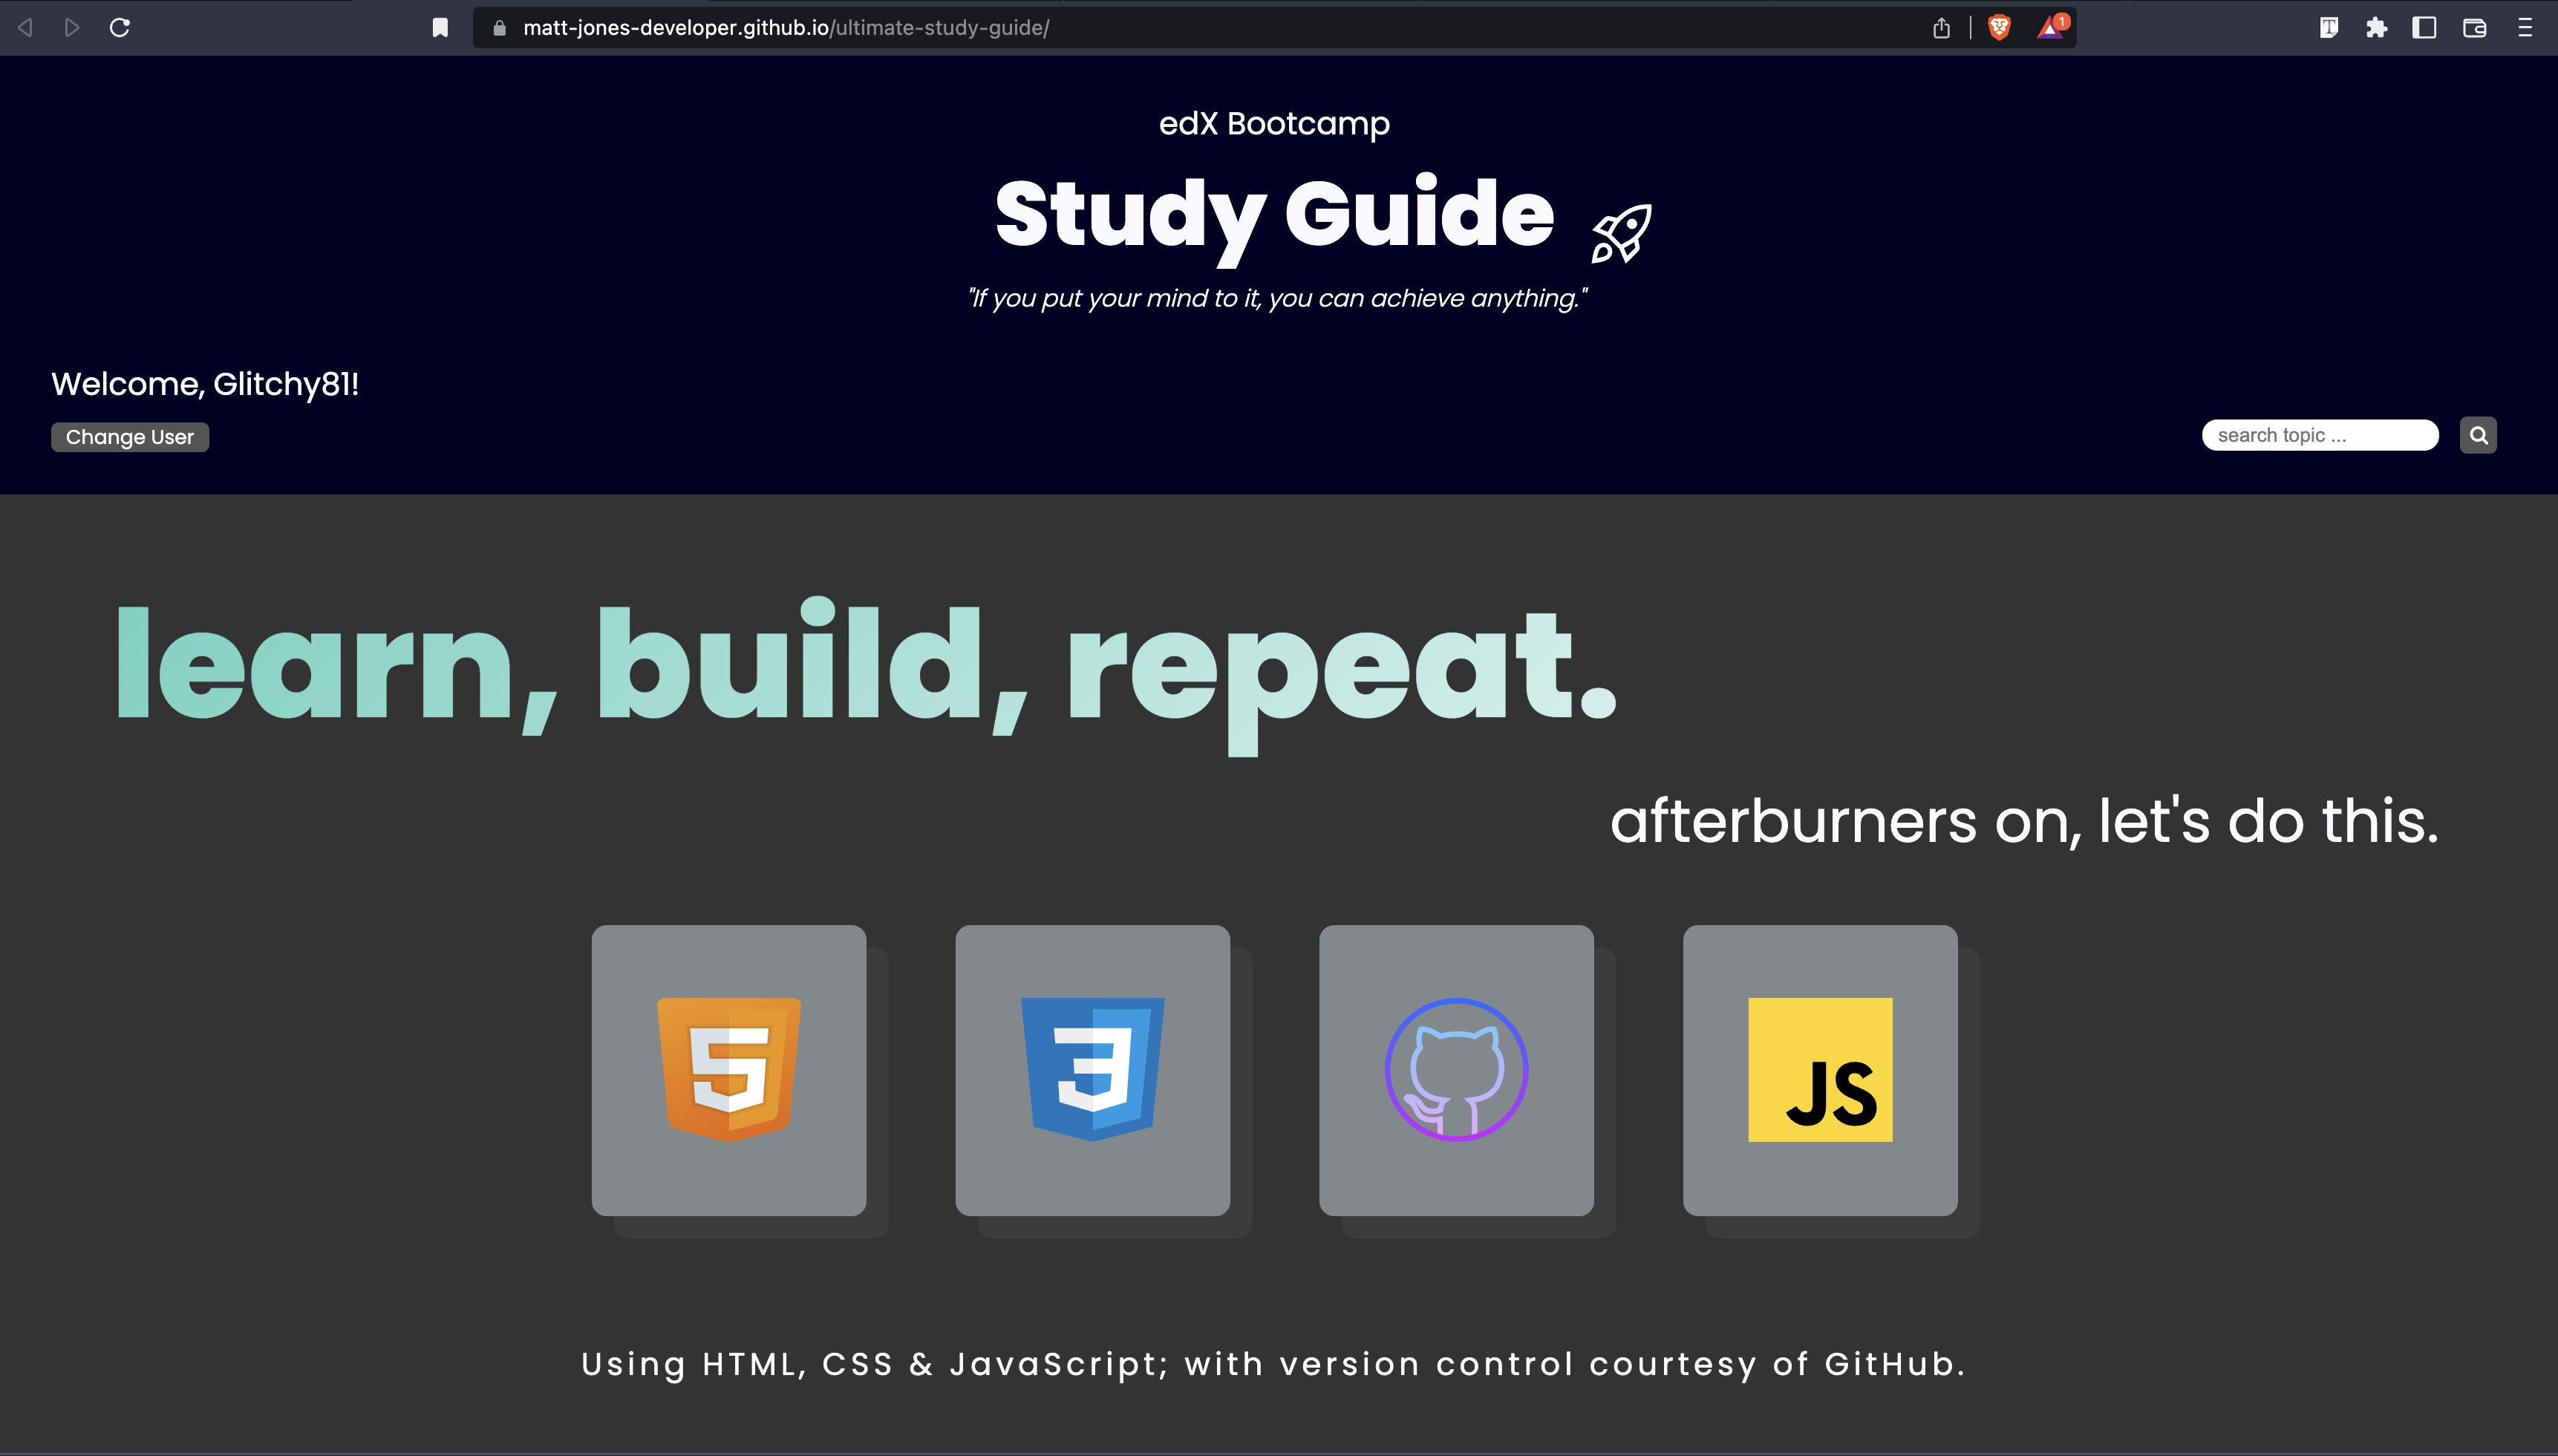 matt-jones-developer.github.io/ultimate-study-guide/
1
edX Bootcamp
Study Guide
"If you put your mind to it, you can achieve anything."
Welcome, Glitchy81!
Change User
search topic ...
learn, build, repeat.
afterburners on, let's do this.
5
3
JS
Using HTML, CSS & JavaScript; with version control courtesy of GitHub.